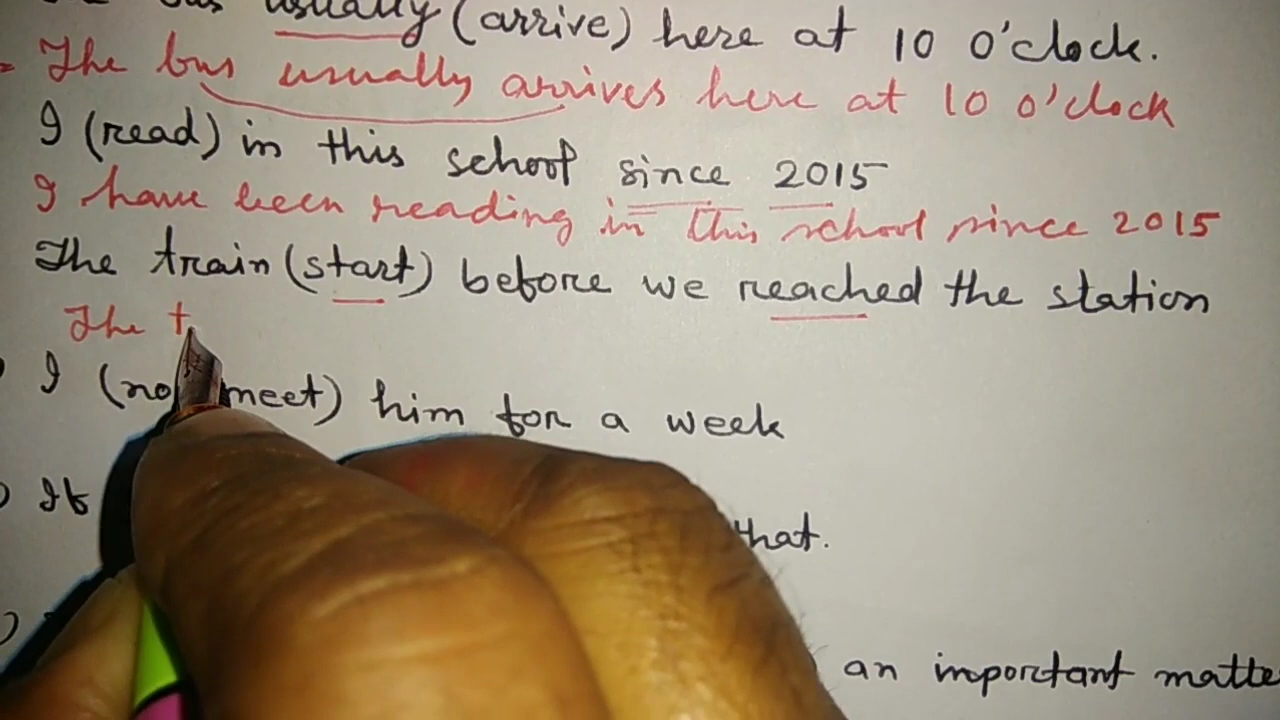 usually (arrive) here at 10 O'clock.
The bus usually arrives here at 10 O'clock
I (read) in this school since 2015
I have been reading in this school since 2015
The train (start) before we reached the station
The t
I (no meet) him for a week
If that.
an important matte